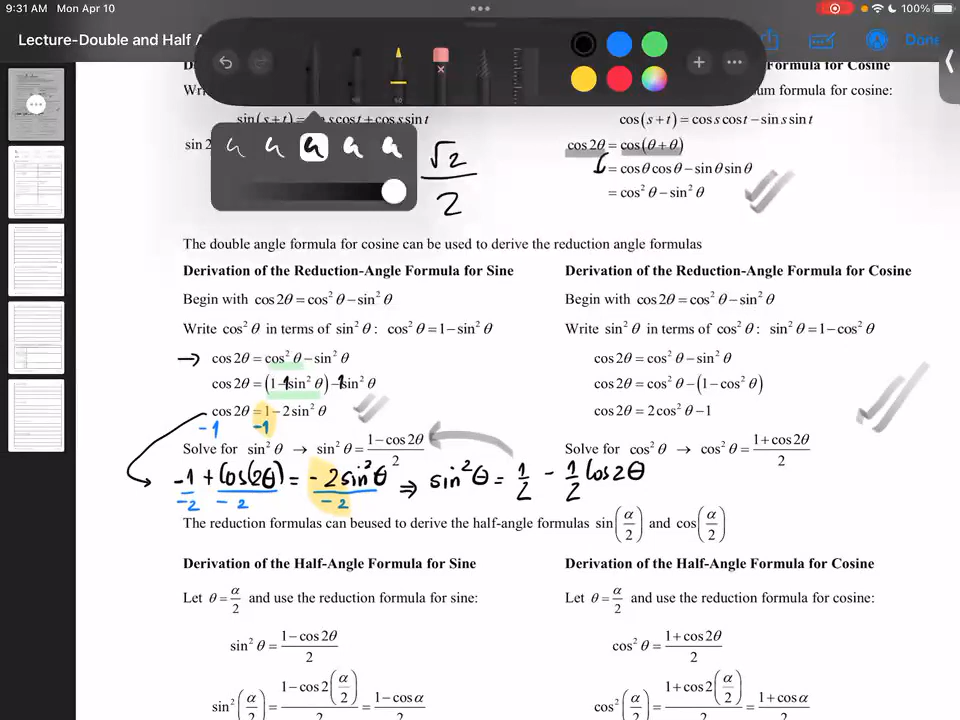 9:31 AM Mon Apr 10
100%
Lecture-Double and Half A
Done
Formula for Cosine
Wri
um formula for cosine:
sin(s+t) = s cos t + cos s sin t
cos(s+t) = cos s cos t − sin s sin t
sin 2
√2/2
cos 2θ = cos(θ+θ)
= cos θ cos θ − sin θ sin θ
= cos² θ − sin² θ
The double angle formula for cosine can be used to derive the reduction angle formulas
Derivation of the Reduction-Angle Formula for Sine
Begin with cos 2θ = cos² θ − sin² θ
Write cos² θ in terms of sin² θ : cos² θ = 1 − sin² θ
→ cos 2θ = cos² θ − sin² θ
cos 2θ = (1 − 1sin² θ) − 1sin² θ
cos 2θ = 1 − 2 sin² θ
-1 -1
Solve for sin² θ → sin² θ = (1 − cos 2θ)/2
-1 + cos(2θ) = -2sin²θ ⇒ sin²θ = 1/2 - 1/2 cos2θ
-2 -2 -2
Derivation of the Reduction-Angle Formula for Cosine
Begin with cos 2θ = cos² θ − sin² θ
Write sin² θ in terms of cos² θ : sin² θ = 1 − cos² θ
cos 2θ = cos² θ − sin² θ
cos 2θ = cos² θ − (1 − cos² θ)
cos 2θ = 2 cos² θ − 1
Solve for cos² θ → cos² θ = (1 + cos 2θ)/2
The reduction formulas can beused to derive the half-angle formulas sin(α/2) and cos(α/2)
Derivation of the Half-Angle Formula for Sine
Let θ = α/2 and use the reduction formula for sine:
sin² θ = (1 − cos 2θ)/2
sin²(α/2) = (1 − cos 2(α/2))/2 = (1 − cos α)/2
Derivation of the Half-Angle Formula for Cosine
Let θ = α/2 and use the reduction formula for cosine:
cos² θ = (1 + cos 2θ)/2
cos²(α/2) = (1 + cos 2(α/2))/2 = (1 + cos α)/2